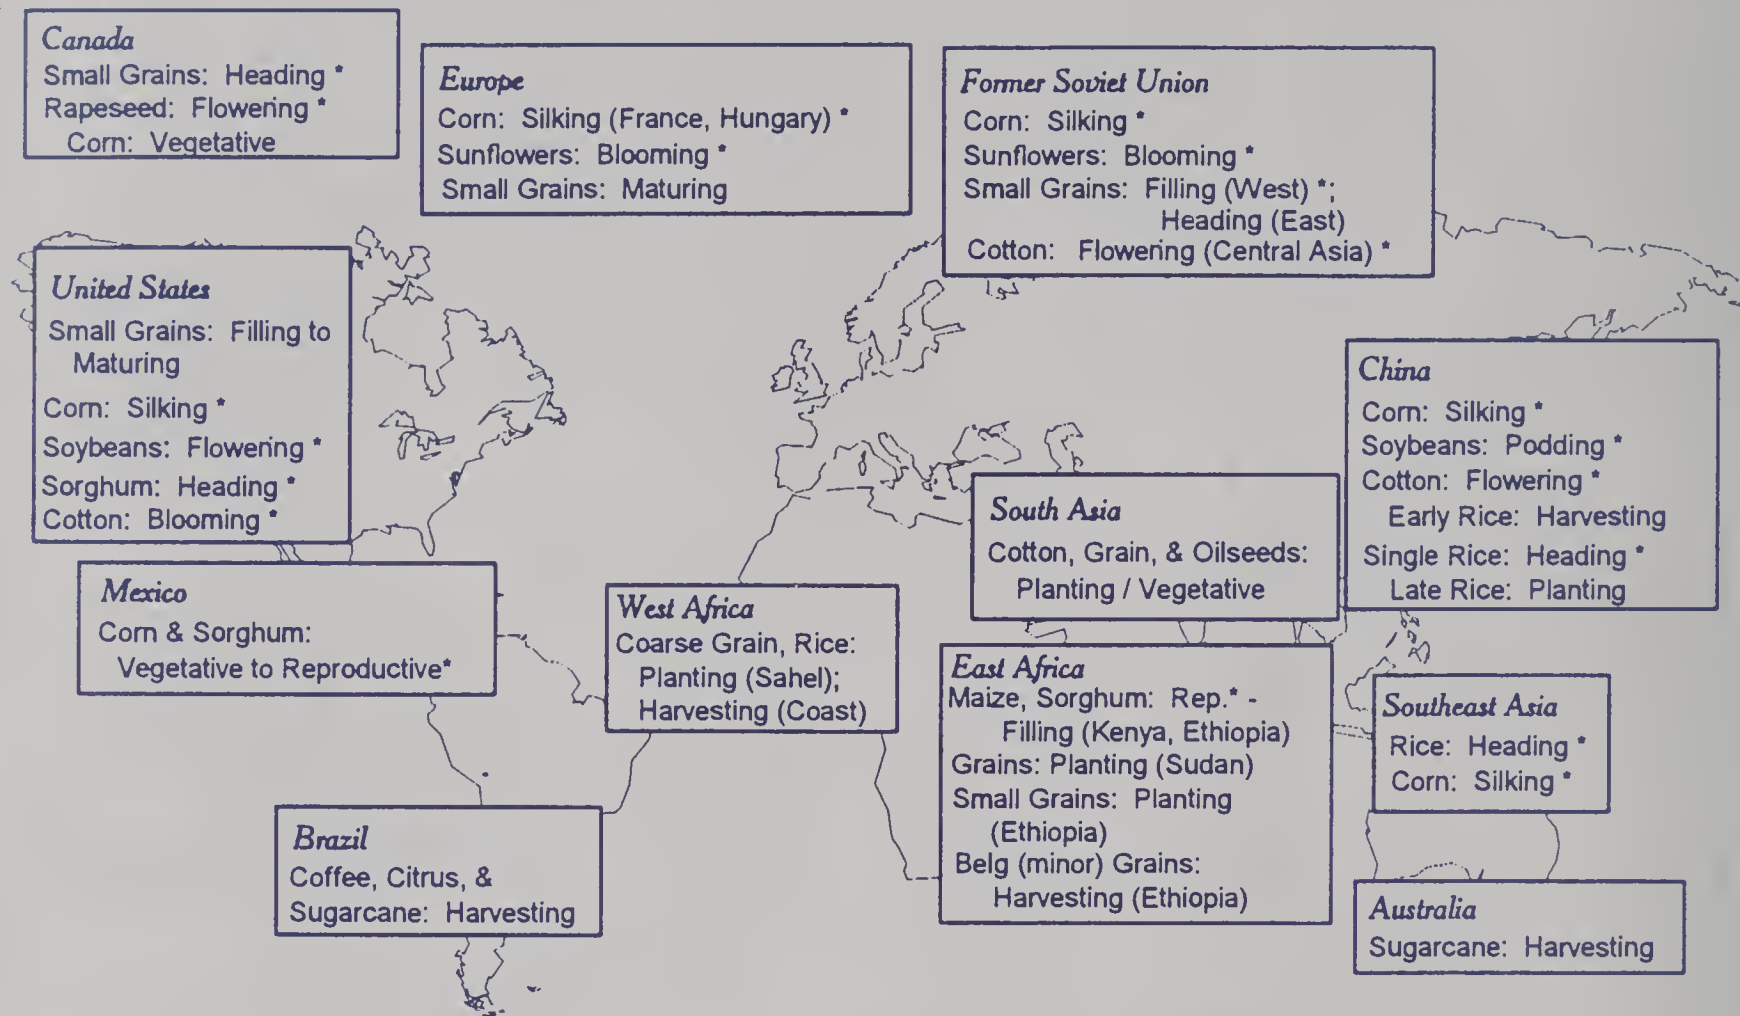 Canada
Small Grains: Heading *
Rapeseed: Flowering *
Corn: Vegetative
Europe
Corn: Silking (France, Hungary) *
Sunflowers: Blooming *
Small Grains: Maturing
Former Soviet Union
Corn: Silking *
Sunflowers: Blooming *
Small Grains: Filling (West) *;
Heading (East)
Cotton: Flowering (Central Asia) *
United States
Small Grains: Filling to
Maturing
Corn: Silking *
Soybeans: Flowering *
Sorghum: Heading *
Cotton: Blooming *
China
Corn: Silking *
Soybeans: Podding *
Cotton: Flowering *
Early Rice: Harvesting
Single Rice: Heading *
Late Rice: Planting
South Asia
Cotton, Grain, & Oilseeds:
Planting / Vegetative
Mexico
Corn & Sorghum:
Vegetative to Reproductive*
West Africa
Coarse Grain, Rice:
Planting (Sahel);
Harvesting (Coast)
East Africa
Maize, Sorghum: Rep.* -
Filling (Kenya, Ethiopia)
Grains: Planting (Sudan)
Small Grains: Planting
(Ethiopia)
Belg (minor) Grains:
Harvesting (Ethiopia)
Southeast Asia
Rice: Heading *
Corn: Silking *
Brazil
Coffee, Citrus, &
Sugarcane: Harvesting
Australia
Sugarcane: Harvesting